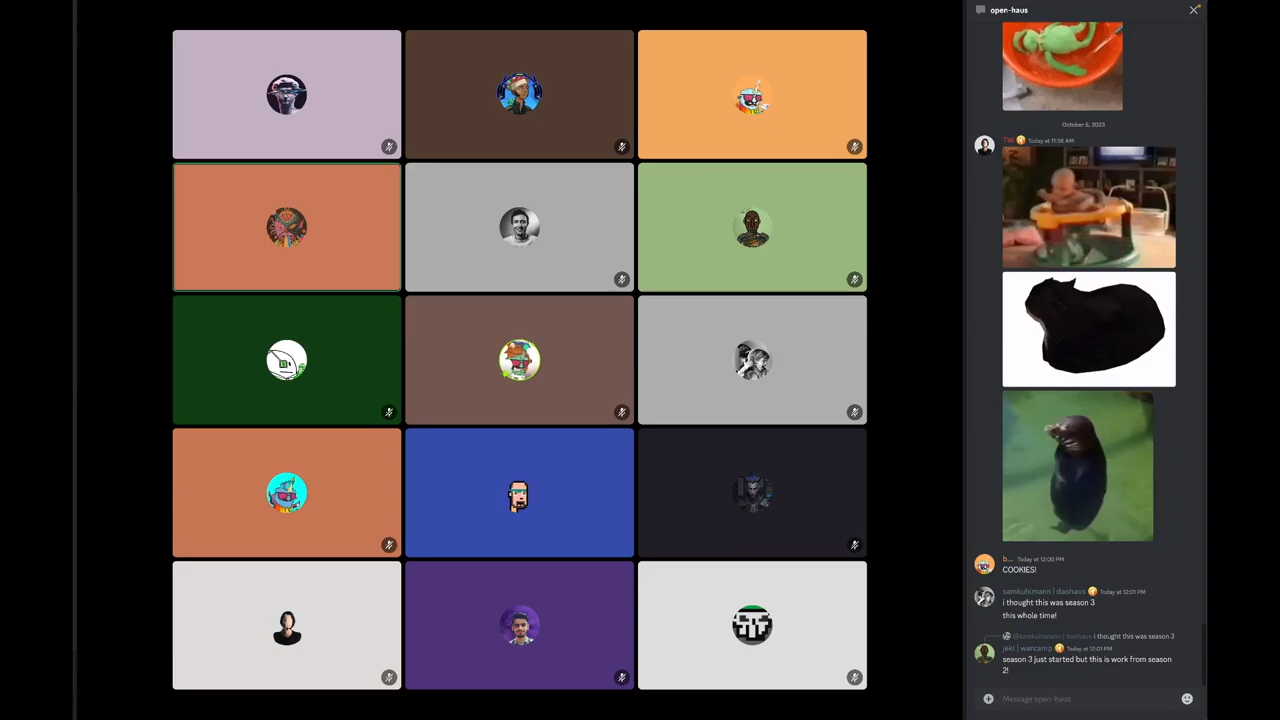 open-haus
October 5, 2023
TW Today at 11:58 AM
b... Today at 12:00 PM
COOKIES!
samkuhlmann | daohaus Today at 12:01 PM
i thought this was season 3
this whole time!
@samkuhlmann | daohaus i thought this was season 3
jekl | warcamp Today at 12:01 PM
season 3 just started but this is work from season
2!
Message open-haus